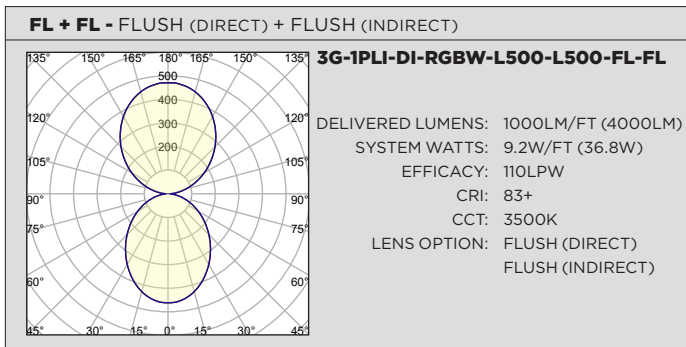 FL + FL - FLUSH (DIRECT) + FLUSH (INDIRECT)
3G-1PLI-DI-RGBW-L500-L500-FL-FL
135° 150° 165° 180° 165° 150° 135°
500
400
300
200
120° 120°
105° 105°
90° 90°
75° 75°
60° 60°
45° 30° 15° 0° 15° 30° 45°
DELIVERED LUMENS: 1000LM/FT (4000LM)
SYSTEM WATTS: 9.2W/FT (36.8W)
EFFICACY: 110LPW
CRI: 83+
CCT: 3500K
LENS OPTION: FLUSH (DIRECT)
FLUSH (INDIRECT)